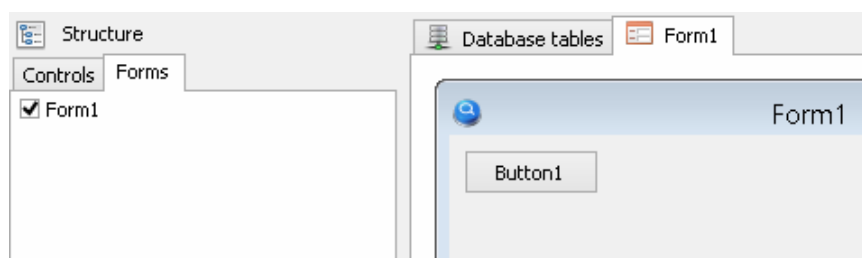 Structure
Controls Forms
Form1
Database tables Form1
Form1
Button1